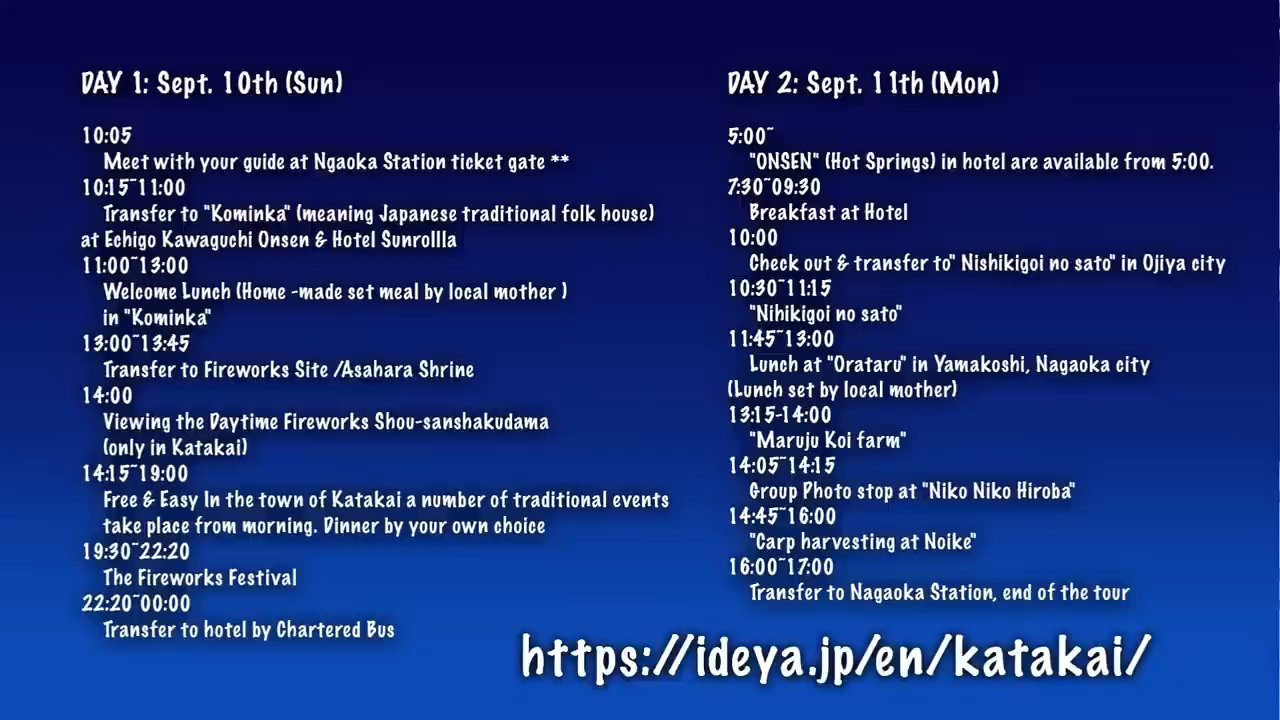 DAY 1: Sept. 10th (Sun)
10:05
Meet with your guide at Ngaoka Station ticket gate **
10:15~11:00
Transfer to "Kominka" (meaning Japanese traditional folk house)
at Echigo Kawaguchi Onsen & Hotel Sunrollla
11:00~13:00
Welcome Lunch (Home -made set meal by local mother )
in "Kominka"
13:00~13:45
Transfer to Fireworks Site /Asahara Shrine
14:00
Viewing the Daytime Fireworks Shou-sanshakudama
(only in Katakai)
14:15~19:00
Free & Easy In the town of Katakai a number of traditional events
take place from morning. Dinner by your own choice
19:30~22:20
The Fireworks Festival
22:20~00:00
Transfer to hotel by Chartered Bus
DAY 2: Sept. 11th (Mon)
5:00~
"ONSEN" (Hot Springs) in hotel are available from 5:00.
7:30~09:30
Breakfast at Hotel
10:00
Check out & transfer to" Nishikigoi no sato" in Ojiya city
10:30~11:15
"Nihikigoi no sato"
11:45~13:00
Lunch at "Orataru" in Yamakoshi, Nagaoka city
(Lunch set by local mother)
13:15-14:00
"Maruju Koi farm"
14:05~14:15
Group Photo stop at "Niko Niko Hiroba"
14:45~16:00
"Carp harvesting at Noike"
16:00~17:00
Transfer to Nagaoka Station, end of the tour
https://ideya.jp/en/katakai/